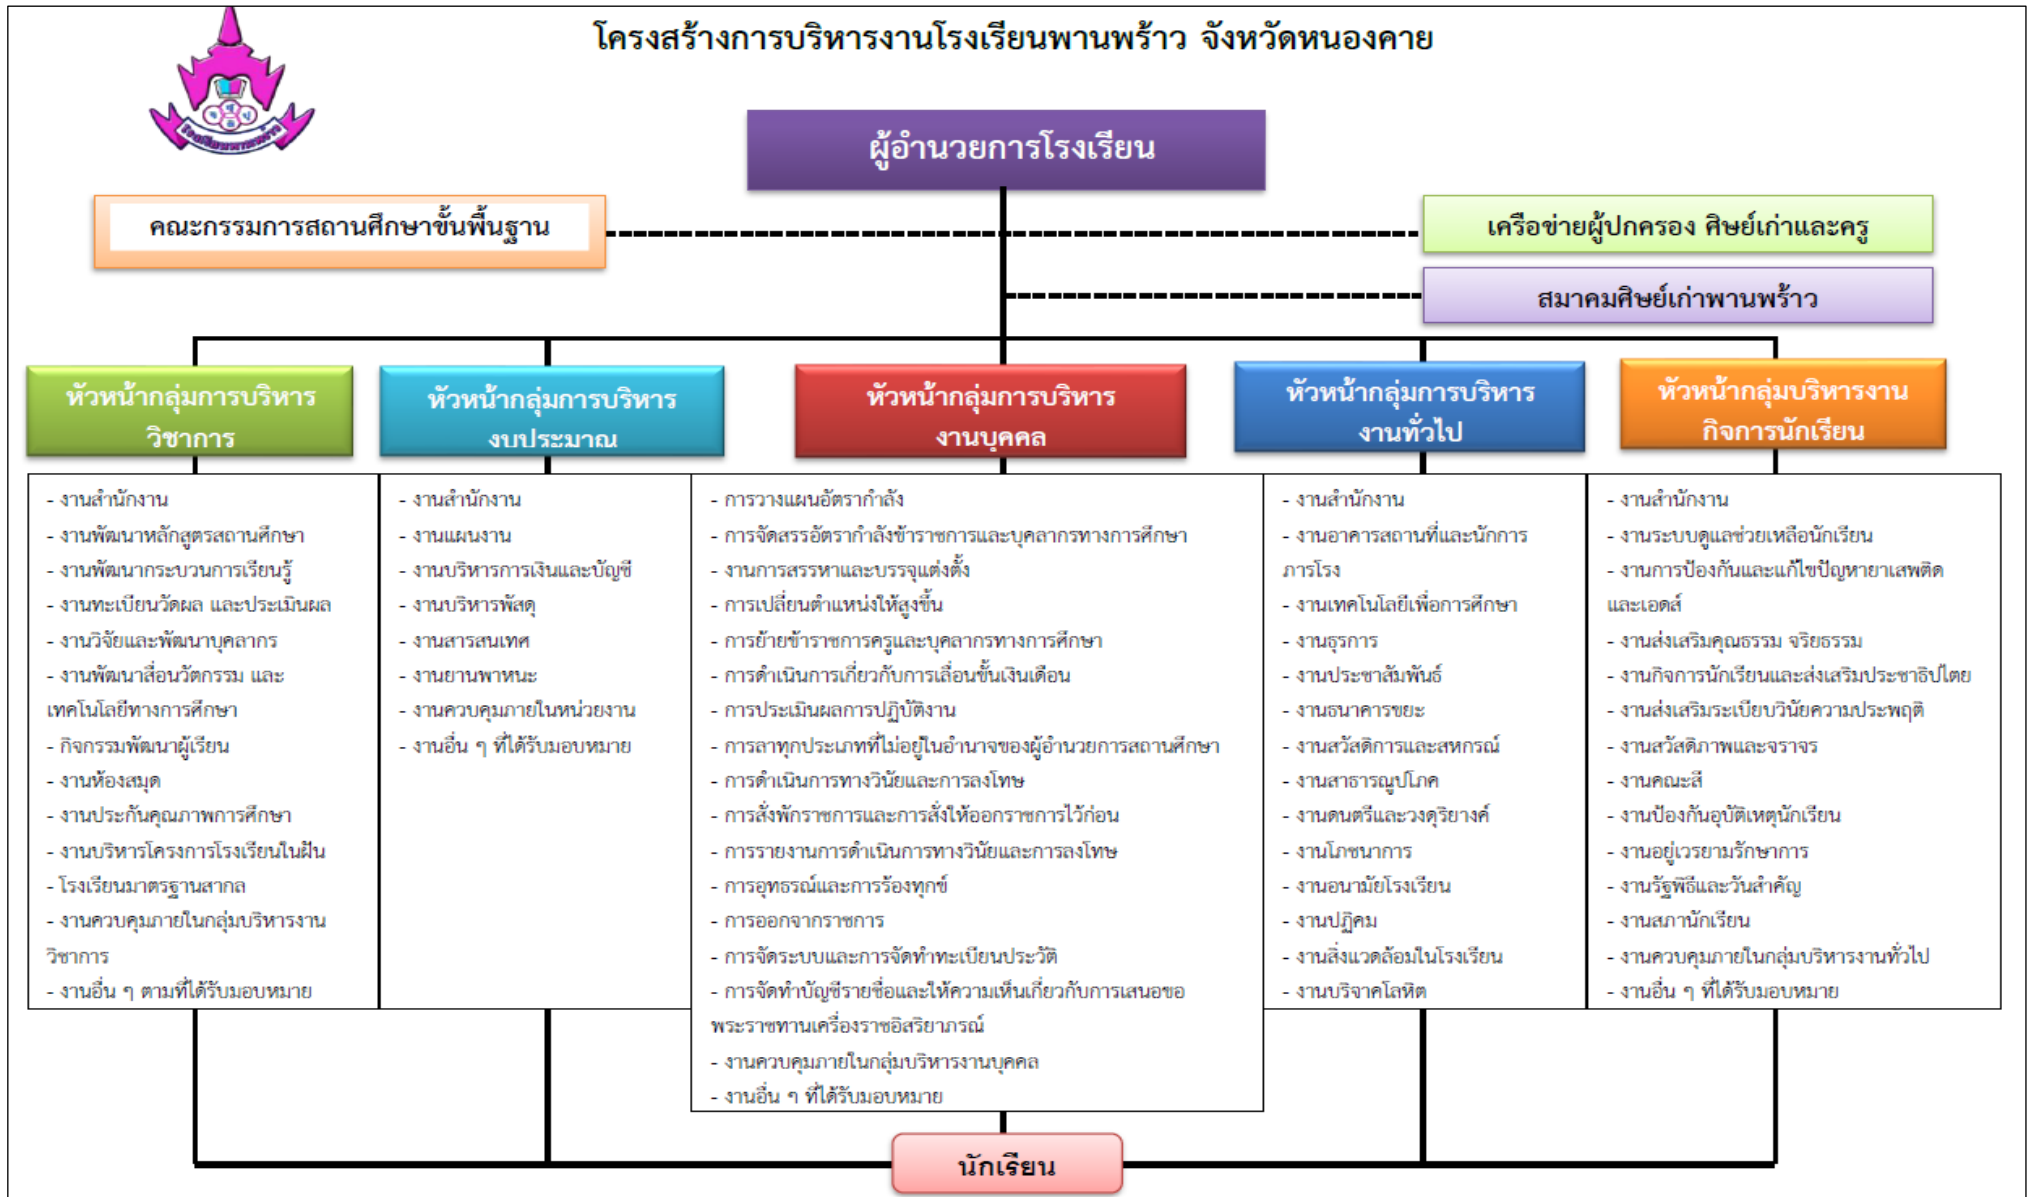 โครงสร้างการบริหารงานโรงเรียนพานพร้าว จังหวัดหนองคาย
ผู้อำนวยการโรงเรียน
คณะกรรมการสถานศึกษาขั้นพื้นฐาน
เครือข่ายผู้ปกครอง ศิษย์เก่าและครู
สมาคมศิษย์เก่าพานพร้าว
หัวหน้ากลุ่มการบริหาร
วิชาการ
- งานสำนักงาน
- งานพัฒนาหลักสูตรสถานศึกษา
- งานพัฒนากระบวนการเรียนรู้
- งานทะเบียนวัดผล และประเมินผล
- งานวิจัยและพัฒนาบุคลากร
- งานพัฒนาสื่อนวัตกรรม และ
เทคโนโลยีทางการศึกษา
- กิจกรรมพัฒนาผู้เรียน
- งานห้องสมุด
- งานประกันคุณภาพการศึกษา
- งานบริหารโครงการโรงเรียนในฝัน
- โรงเรียนมาตรฐานสากล
- งานควบคุมภายในกลุ่มบริหารงาน
วิชาการ
- งานอื่น ๆ ตามที่ได้รับมอบหมาย
หัวหน้ากลุ่มการบริหาร
งบประมาณ
- งานสำนักงาน
- งานแผนงาน
- งานบริหารการเงินและบัญชี
- งานบริหารพัสดุ
- งานสารสนเทศ
- งานยานพาหนะ
- งานควบคุมภายในหน่วยงาน
- งานอื่น ๆ ที่ได้รับมอบหมาย
หัวหน้ากลุ่มการบริหาร
งานบุคคล
- การวางแผนอัตรากำลัง
- การจัดสรรอัตรากำลังข้าราชการและบุคลากรทางการศึกษา
- งานการสรรหาและบรรจุแต่งตั้ง
- การเปลี่ยนตำแหน่งให้สูงขึ้น
- การย้ายข้าราชการครูและบุคลากรทางการศึกษา
- การดำเนินการเกี่ยวกับการเลื่อนขั้นเงินเดือน
- การประเมินผลการปฏิบัติงาน
- การลาทุกประเภทที่ไม่อยู่ในอำนาจของผู้อำนวยการสถานศึกษา
- การดำเนินการทางวินัยและการลงโทษ
- การสั่งพักราชการและการสั่งให้ออกราชการไว้ก่อน
- การรายงานการดำเนินการทางวินัยและการลงโทษ
- การอุทธรณ์และการร้องทุกข์
- การออกจากราชการ
- การจัดระบบและการจัดทำทะเบียนประวัติ
- การจัดทำบัญชีรายชื่อและให้ความเห็นเกี่ยวกับการเสนอขอ
พระราชทานเครื่องราชอิสริยาภรณ์
- งานควบคุมภายในกลุ่มบริหารงานบุคคล
- งานอื่น ๆ ที่ได้รับมอบหมาย
หัวหน้ากลุ่มการบริหาร
งานทั่วไป
- งานสำนักงาน
- งานอาคารสถานที่และนักการ
ภารโรง
- งานเทคโนโลยีเพื่อการศึกษา
- งานธุรการ
- งานประชาสัมพันธ์
- งานธนาคารขยะ
- งานสวัสดิการและสหกรณ์
- งานสาธารณูปโภค
- งานดนตรีและวงดุริยางค์
- งานโภชนาการ
- งานอนามัยโรงเรียน
- งานปฏิคม
- งานสิ่งแวดล้อมในโรงเรียน
- งานบริจาคโลหิต
หัวหน้ากลุ่มบริหารงาน
กิจการนักเรียน
- งานสำนักงาน
- งานระบบดูแลช่วยเหลือนักเรียน
- งานการป้องกันและแก้ไขปัญหายาเสพติด
และเอดส์
- งานส่งเสริมคุณธรรม จริยธรรม
- งานกิจการนักเรียนและส่งเสริมประชาธิปไตย
- งานส่งเสริมระเบียบวินัยความประพฤติ
- งานสวัสดิภาพและจราจร
- งานคณะสี
- งานป้องกันอุบัติเหตุนักเรียน
- งานอยู่เวรยามรักษาการ
- งานรัฐพิธีและวันสำคัญ
- งานสภานักเรียน
- งานควบคุมภายในกลุ่มบริหารงานทั่วไป
- งานอื่น ๆ ที่ได้รับมอบหมาย
นักเรียน